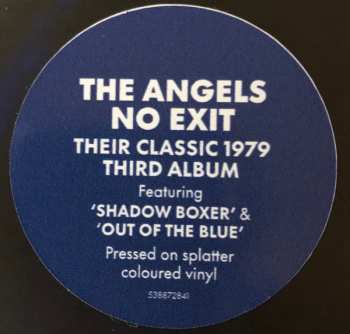 THE ANGELS
NO EXIT
THEIR CLASSIC 1979
THIRD ALBUM
Featuring
‘SHADOW BOXER’ &
‘OUT OF THE BLUE’
Pressed on splatter
coloured vinyl
538872841